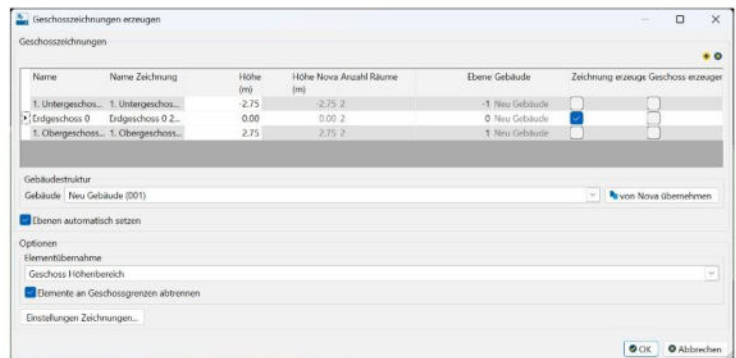 Geschosszeichnungen erzeugen
Geschosszeichnungen
Name Name Zeichnung Höhe (m) Höhe Nova (m) Anzahl Räume Ebene Gebäude Zeichnung erzeuge Geschoss erzeugen
1. Untergeschos... 1. Untergeschos... -2.75 -2.75 2 -1 Neu Gebäude
Erdgeschoss 0 Erdgeschoss 0 2... 0.00 0.00 2 0 Neu Gebäude
1. Obergeschoss... 1. Obergeschoss... 2.75 2.75 2 1 Neu Gebäude
Gebäudestruktur
Gebäude Neu Gebäude (001) von Nova übernehmen
Ebenen automatisch setzen
Optionen
Elementübernahme
Geschoss Höhenbereich
Elemente an Geschossgrenzen abtrennen
Einstellungen Zeichnungen...
OK Abbrechen